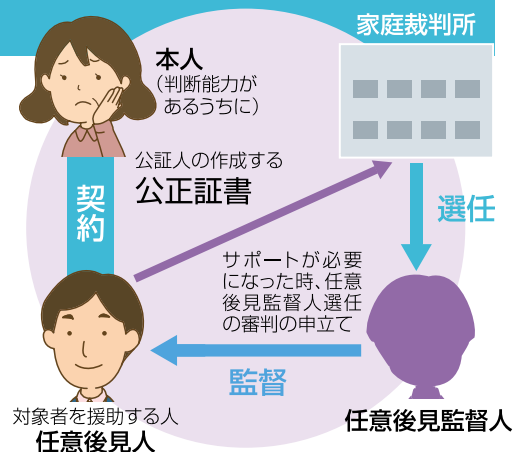 家庭裁判所
本人
（判断能力が
あるうちに）
公証人の作成する
公正証書
契約
選任
サポートが必要
になった時、任意
後見監督人選任
の審判の申立て
監督
対象者を援助する人
任意後見人
任意後見監督人